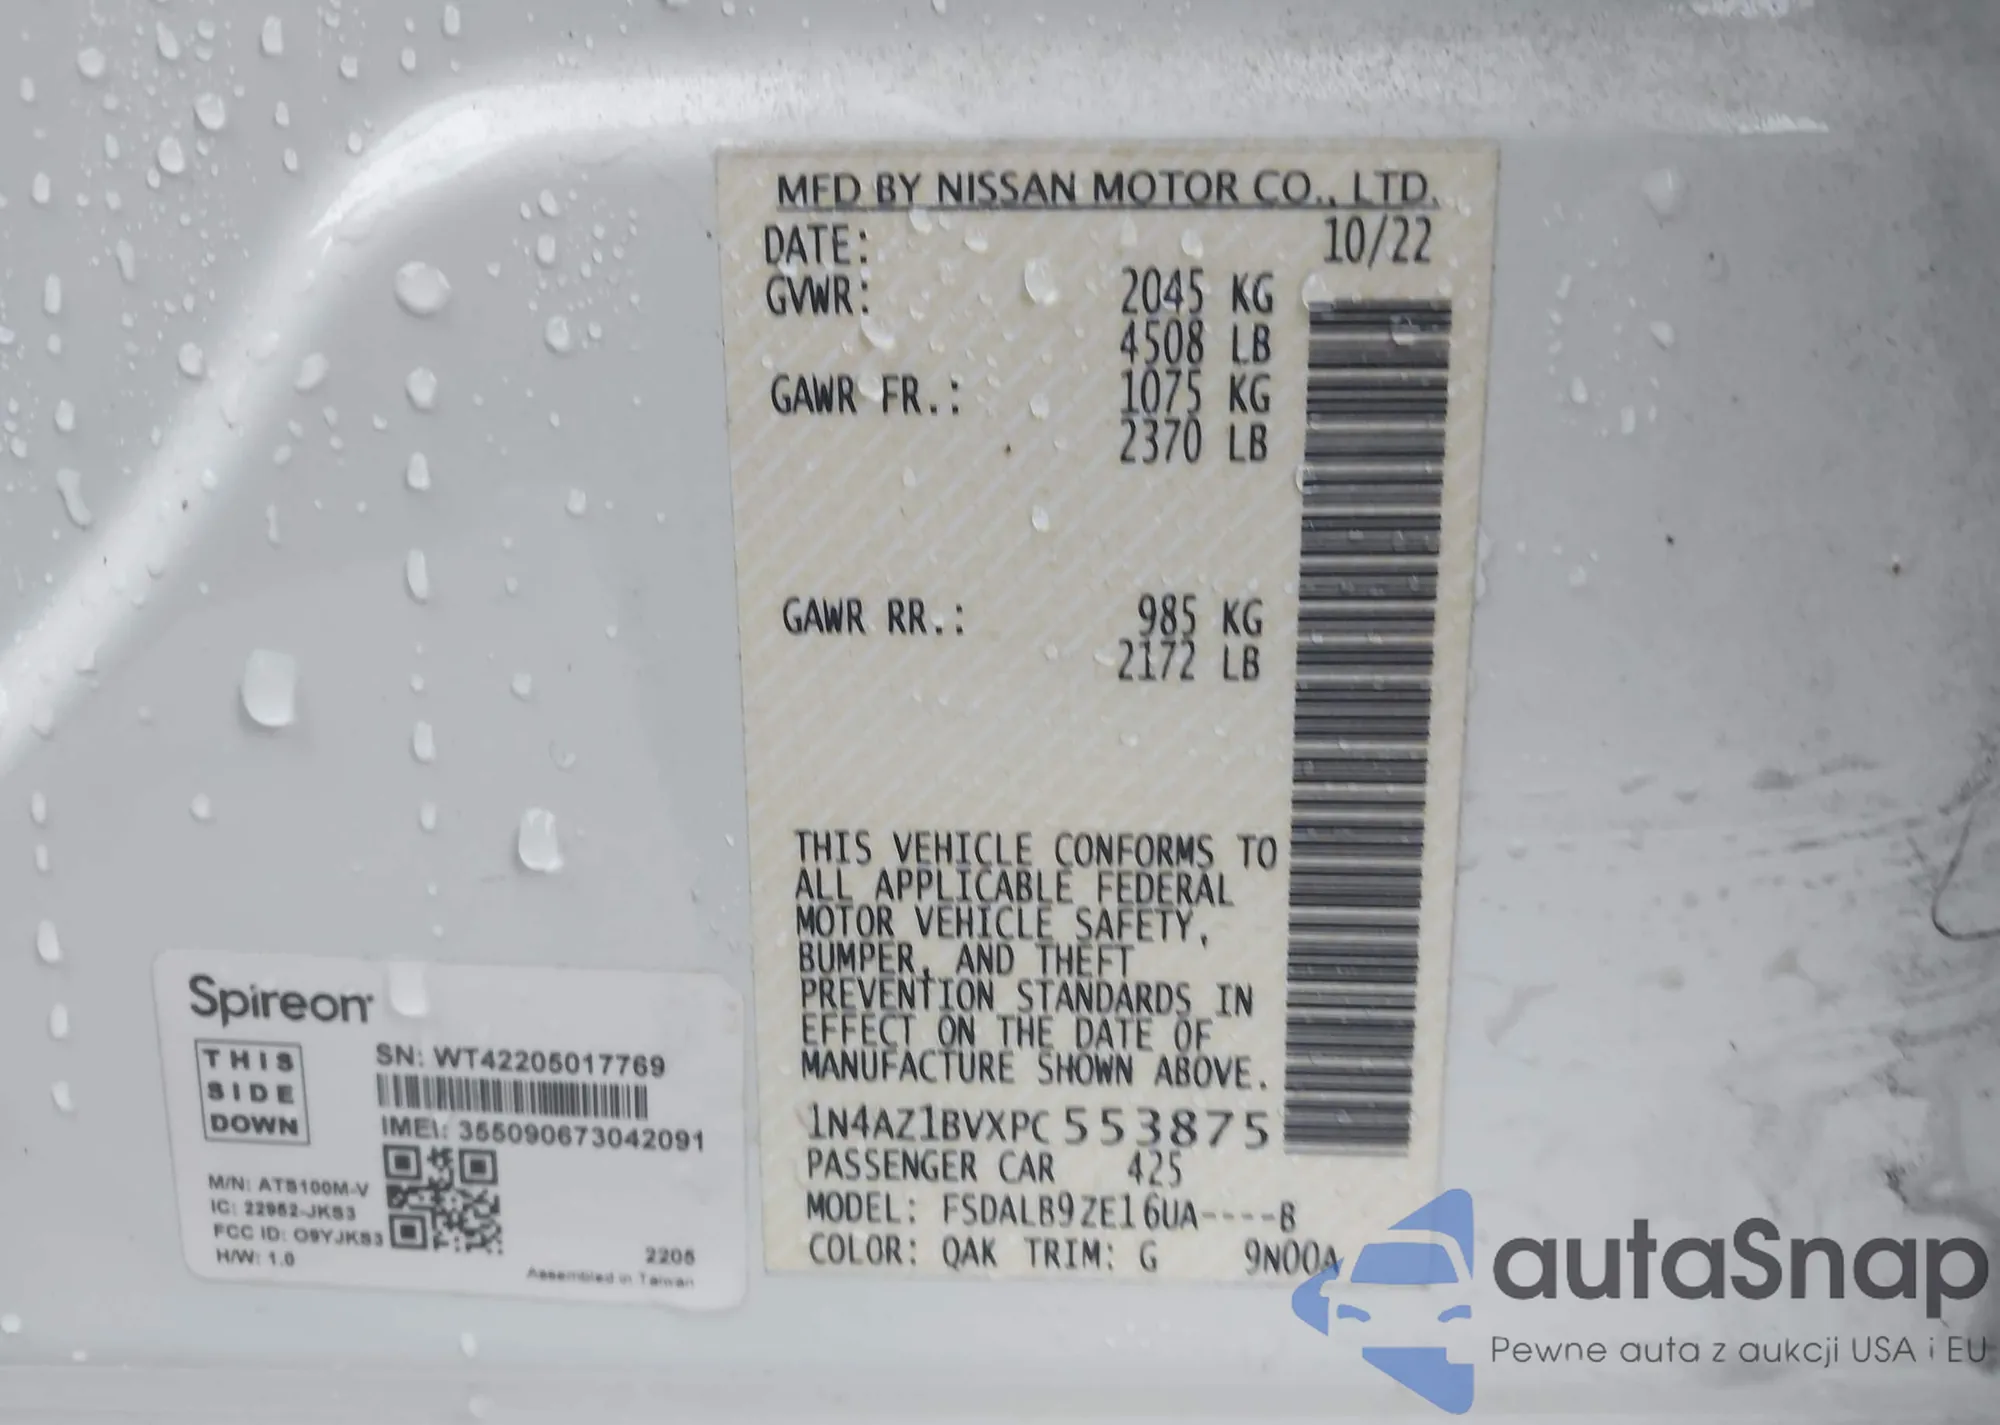 MFD BY NISSAN MOTOR CO., LTD.
DATE: 10/22
GVWR: 2045 KG
4508 LB
GAWR FR.: 1075 KG
2370 LB
GAWR RR.: 985 KG
2172 LB
THIS VEHICLE CONFORMS TO
ALL APPLICABLE FEDERAL
MOTOR VEHICLE SAFETY,
BUMPER, AND THEFT
PREVENTION STANDARDS IN
EFFECT ON THE DATE OF
MANUFACTURE SHOWN ABOVE.
1N4AZ1BVXPC553875
PASSENGER CAR 425
MODEL: FSDALB9ZE16UA----B
COLOR: QAK TRIM: G 9N00A
Spireon
THIS
SIDE
DOWN
SN: WT42205017769
IMEI: 355090673042091
M/N: ATS100M-V
IC: 22952-JKS3
FCC ID: O9YJKS3
H/W: 1.0
2205
Assembled in Taiwan
autaSnap
Pewne auta z aukcji USA i EU